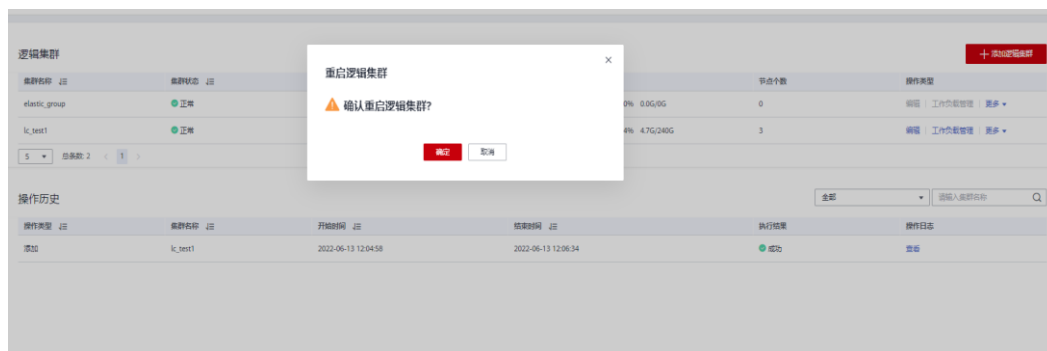 逻辑集群
添加逻辑集群
重启逻辑集群
确认重启逻辑集群?
确定 取消
集群名称 集群状态 节点个数 操作类型
elastic_group 正常 0% 0.0G/0G 0 编辑 工作负载管理 更多
lc_test1 正常 4% 4.7G/240G 3 编辑 工作负载管理 更多
5 总条数: 2 < 1 >
操作历史 全部 请输入集群名称
操作类型 集群名称 开始时间 结束时间 执行结果 操作日志
添加 lc_test1 2022-06-13 12:04:58 2022-06-13 12:06:34 成功 查看